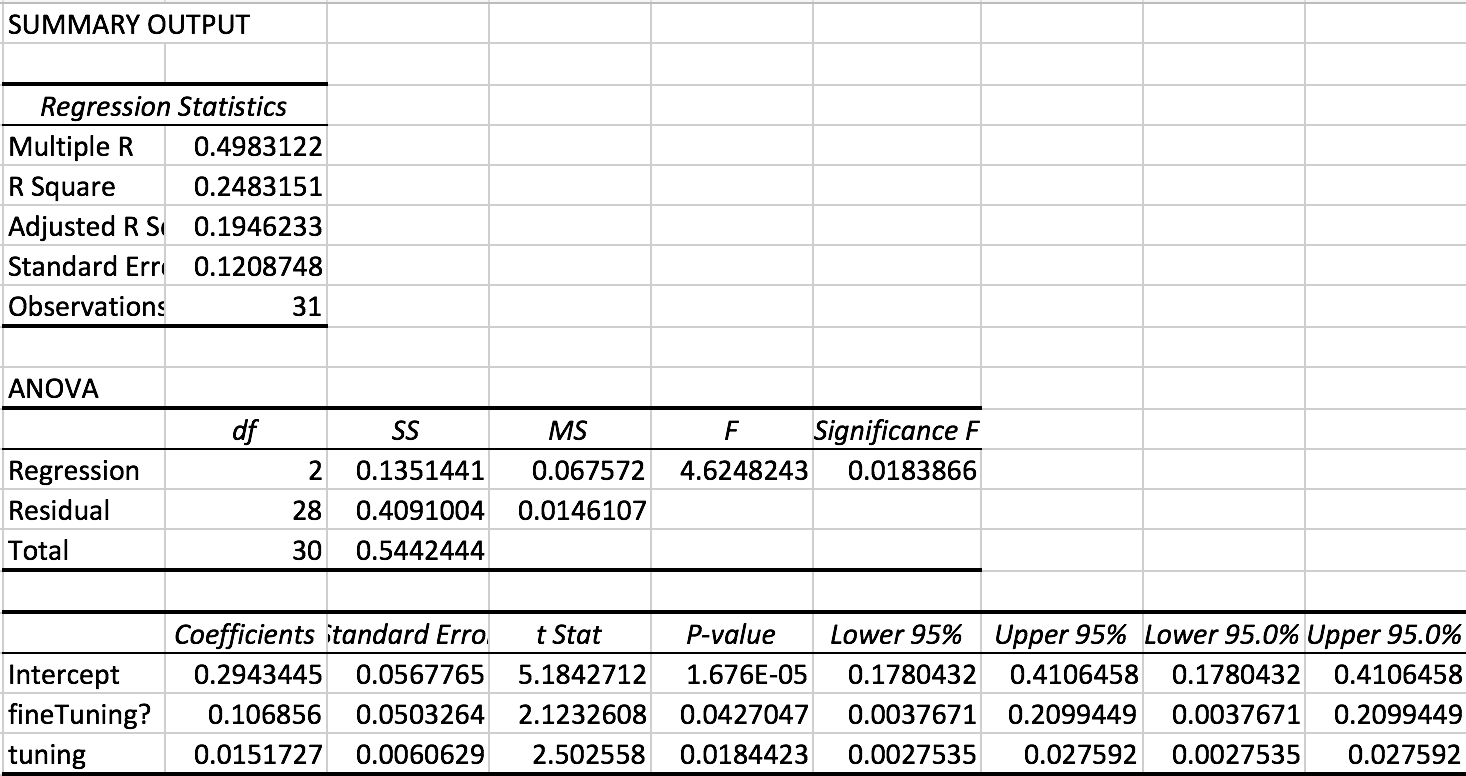 SUMMARY OUTPUT
Regression Statistics
Multiple R 0.4983122
R Square 0.2483151
Adjusted R S 0.1946233
Standard Err 0.1208748
Observations 31
ANOVA
df SS MS F Significance F
Regression 2 0.1351441 0.067572 4.6248243 0.0183866
Residual 28 0.4091004 0.0146107
Total 30 0.5442444
Coefficients Standard Erro t Stat P-value Lower 95% Upper 95% Lower 95.0% Upper 95.0%
Intercept 0.2943445 0.0567765 5.1842712 1.676E-05 0.1780432 0.4106458 0.1780432 0.4106458
fineTuning? 0.106856 0.0503264 2.1232608 0.0427047 0.0037671 0.2099449 0.0037671 0.2099449
tuning 0.0151727 0.0060629 2.502558 0.0184423 0.0027535 0.027592 0.0027535 0.027592